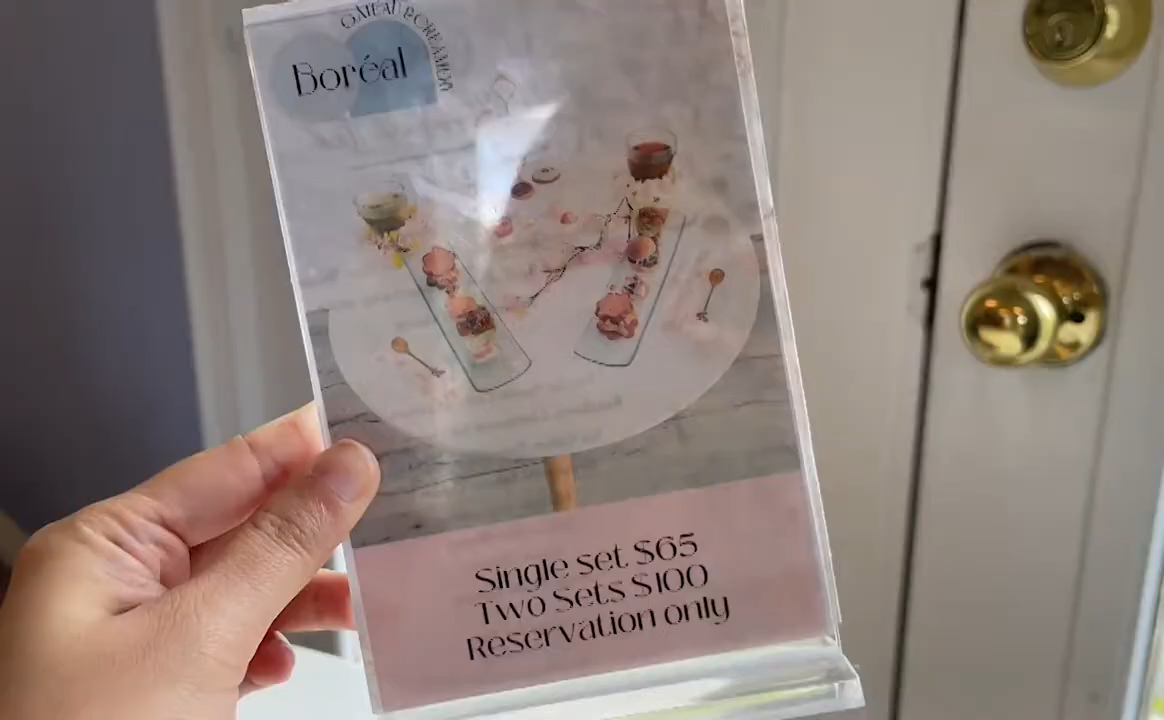 Boréal
Single set $65
Two Sets $100
Reservation only